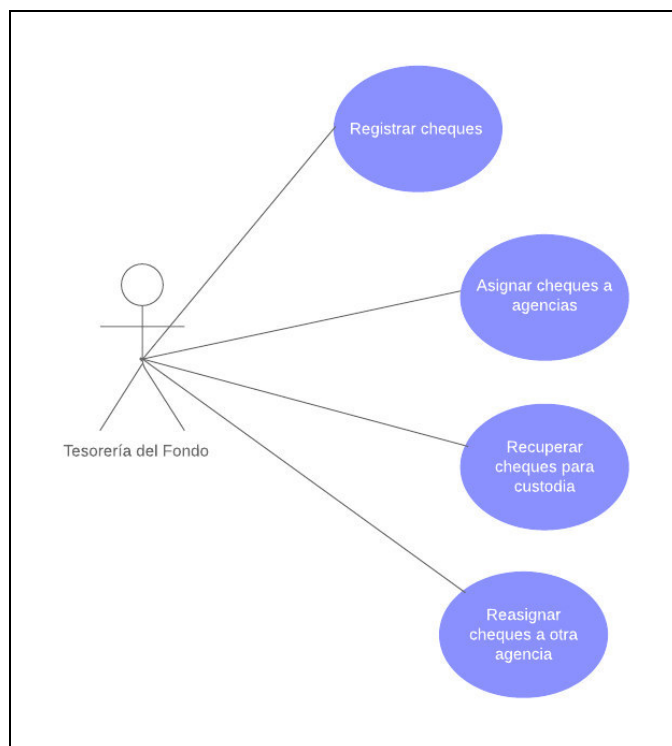 Registrar cheques
Asignar cheques a
agencias
Tesorería del Fondo
Recuperar
cheques para
custodia
Reasignar
cheques a otra
agencia